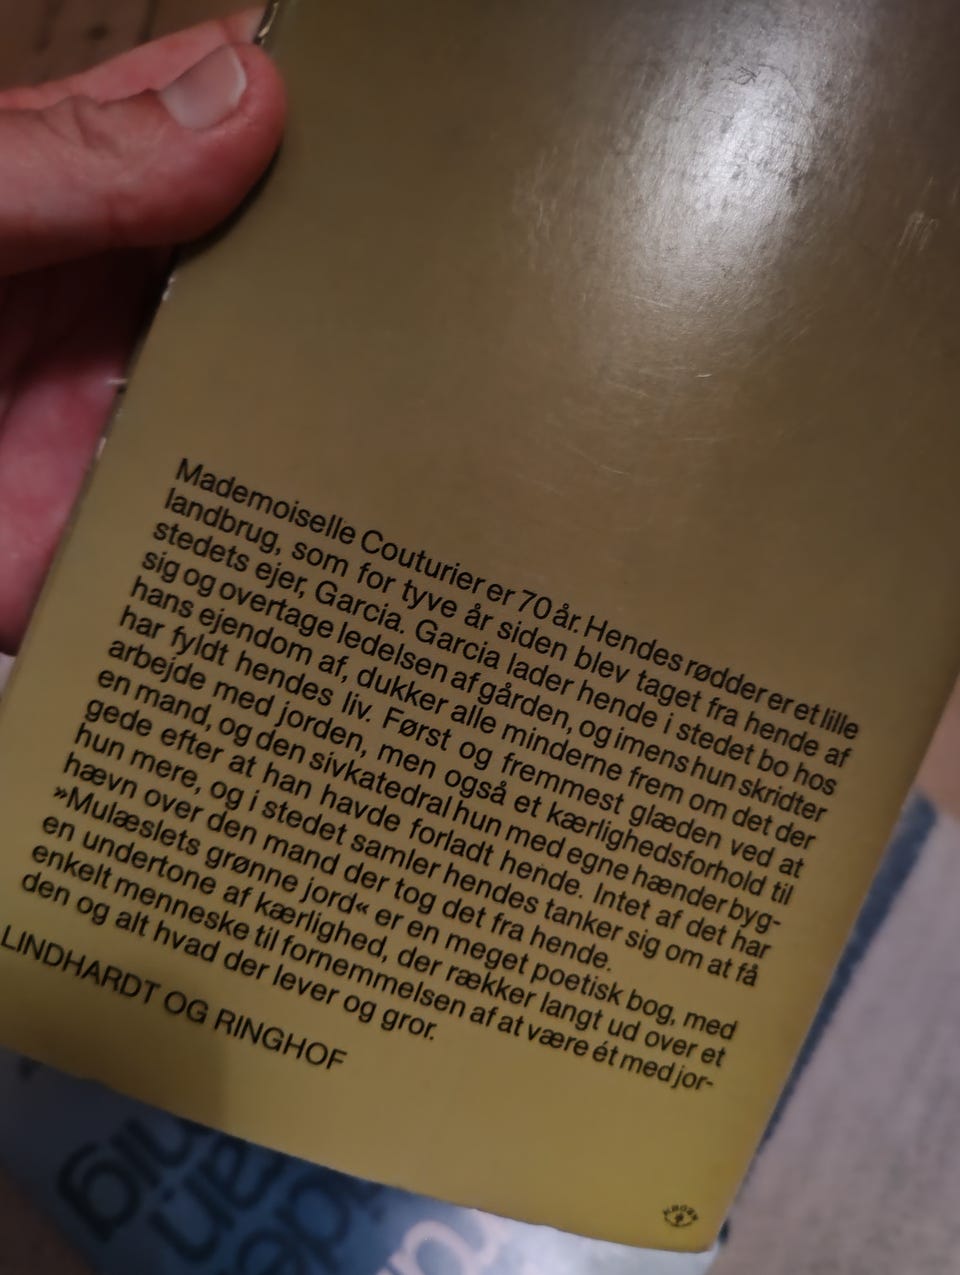 Mademoiselle Couturier er 70 år. Hendes rødder er et lille
landbrug, som for tyve år siden blev taget fra hende af
stedets ejer, Garcia. Garcia lader hende i stedet bo hos
sig og overtage ledelsen af gården, og imens hun skridter
hans ejendom af, dukker alle minderne frem om det der
har fyldt hendes liv. Først og fremmest glæden ved at
arbejde med jorden, men også et kærlighedsforhold til
en mand, og den sivkatedral hun med egne hænder byg-
gede efter at han havde forladt hende. Intet af det har
hun mere, og i stedet samler hendes tanker sig om at få
hævn over den mand der tog det fra hende.
»Mulæslets grønne jord« er en meget poetisk bog, med
en undertone af kærlighed, der rækker langt ud over et
enkelt menneske til fornemmelsen af at være ét med jor-
den og alt hvad der lever og gror.
LINDHARDT OG RINGHOF